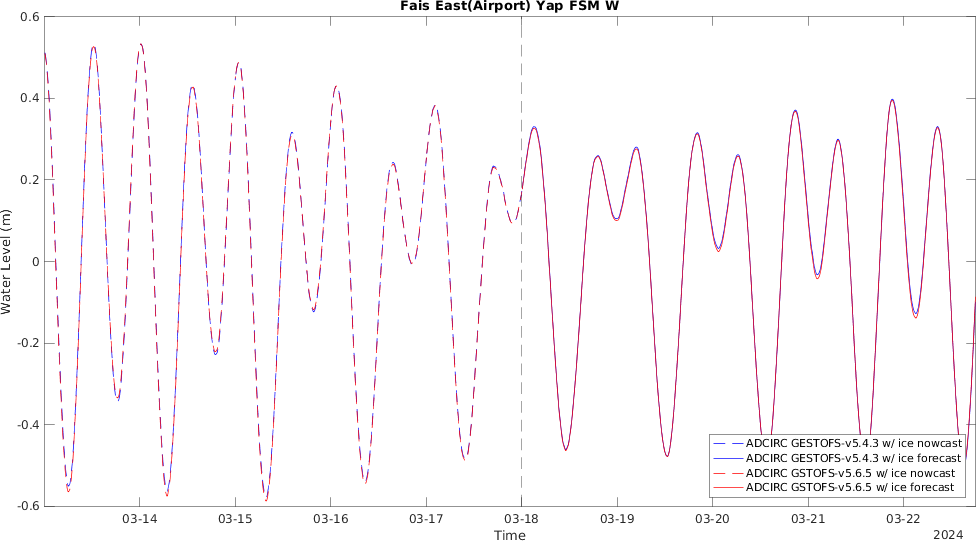 Fais East(Airport) Yap FSM W
0.6
0.4
0.2
0
-0.2
-0.4
-0.6
Water Level (m)
ADCIRC GESTOFS-v5.4.3 w/ ice nowcast
ADCIRC GESTOFS-v5.4.3 w/ ice forecast
ADCIRC GSTOFS-v5.6.5 w/ ice nowcast
ADCIRC GSTOFS-v5.6.5 w/ ice forecast
03-14 03-15 03-16 03-17 03-18 03-19 03-20 03-21 03-22
Time
2024